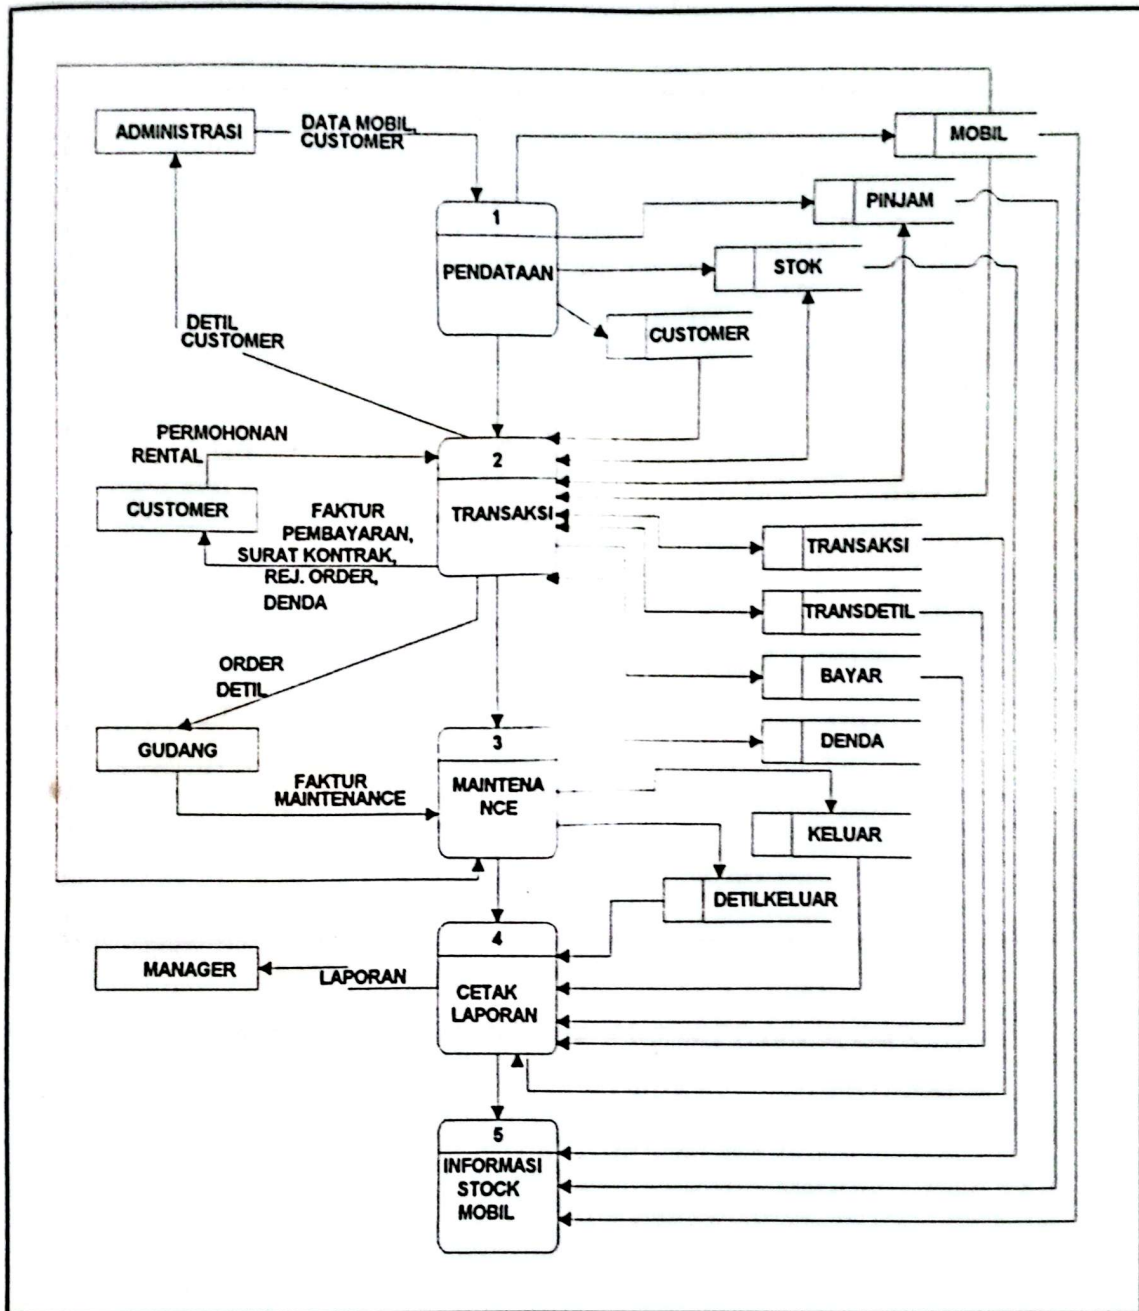 ADMINISTRASI
DATA MOBIL,
CUSTOMER
MOBIL
1
PENDATAAN
PINJAM
STOK
CUSTOMER
DETIL
CUSTOMER
PERMOHONAN
RENTAL
2
TRANSAKSI
CUSTOMER
FAKTUR
PEMBAYARAN,
SURAT KONTRAK,
REJ. ORDER,
DENDA
TRANSAKSI
TRANSDETIL
ORDER
DETIL
BAYAR
GUDANG
3
MAINTENA
NCE
DENDA
FAKTUR
MAINTENANCE
KELUAR
DETILKELUAR
4
CETAK
LAPORAN
MANAGER
LAPORAN
5
INFORMASI
STOCK
MOBIL